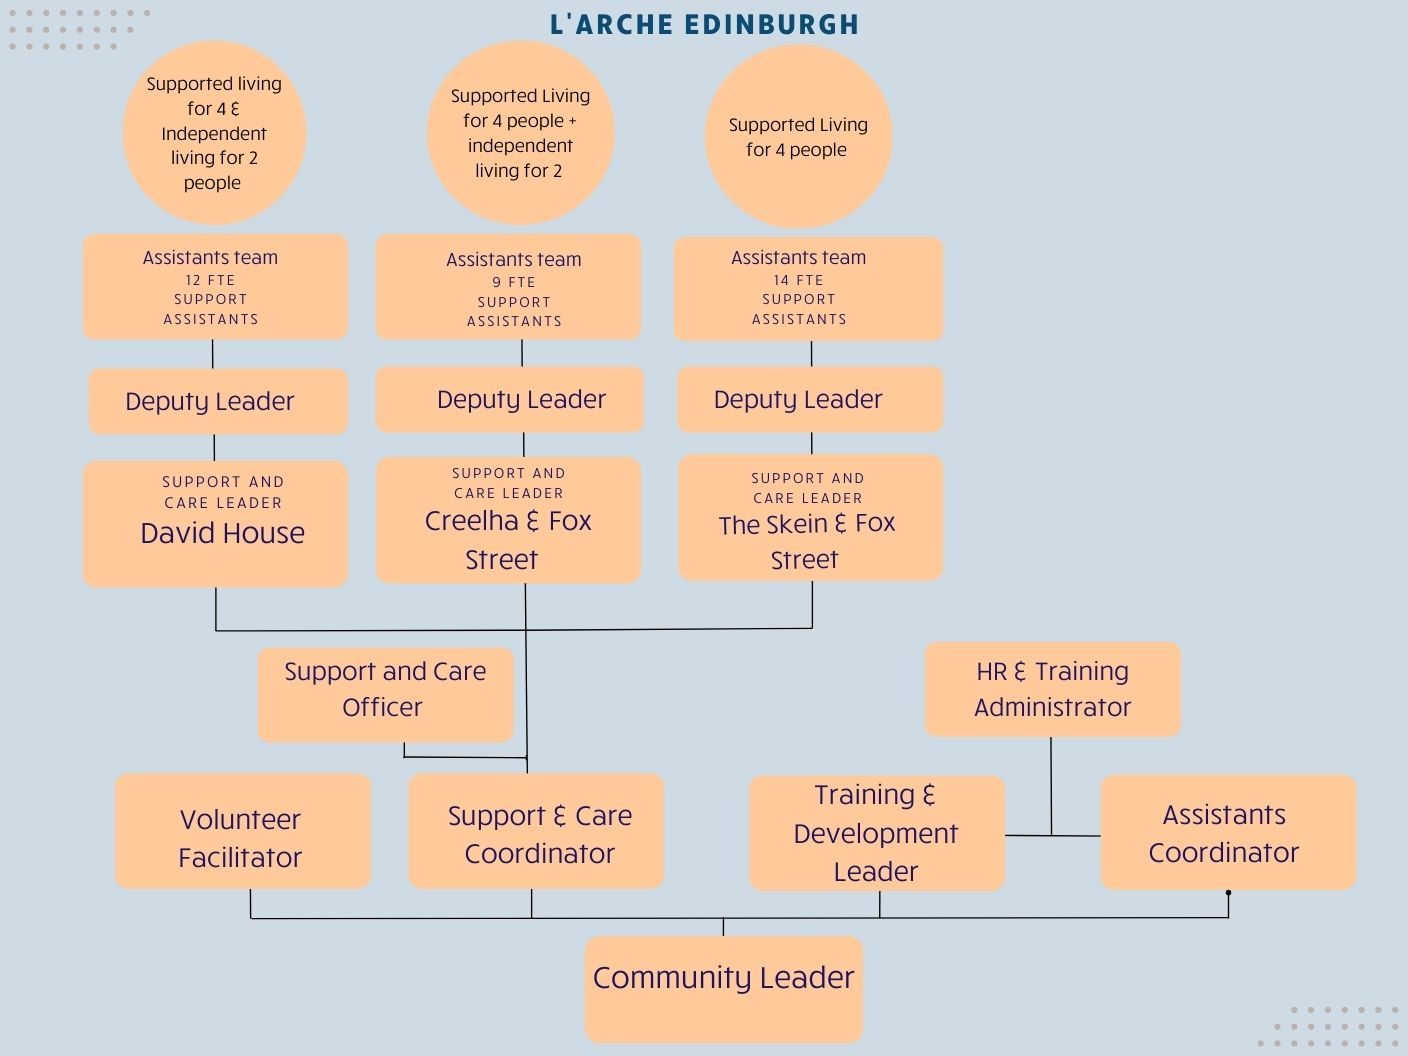 L'ARCHE EDINBURGH
Supported living
for 4 &
Independent
living for 2
people
Supported Living
for 4 people +
independent
living for 2
Supported Living
for 4 people
Assistants team
12 FTE
SUPPORT
ASSISTANTS
Assistants team
9 FTE
SUPPORT
ASSISTANTS
Assistants team
14 FTE
SUPPORT
ASSISTANTS
Deputy Leader
Deputy Leader
Deputy Leader
SUPPORT AND
CARE LEADER
David House
SUPPORT AND
CARE LEADER
Creelha & Fox
Street
SUPPORT AND
CARE LEADER
The Skein & Fox
Street
Support and Care
Officer
HR & Training
Administrator
Volunteer
Facilitator
Support & Care
Coordinator
Training &
Development
Leader
Assistants
Coordinator
Community Leader